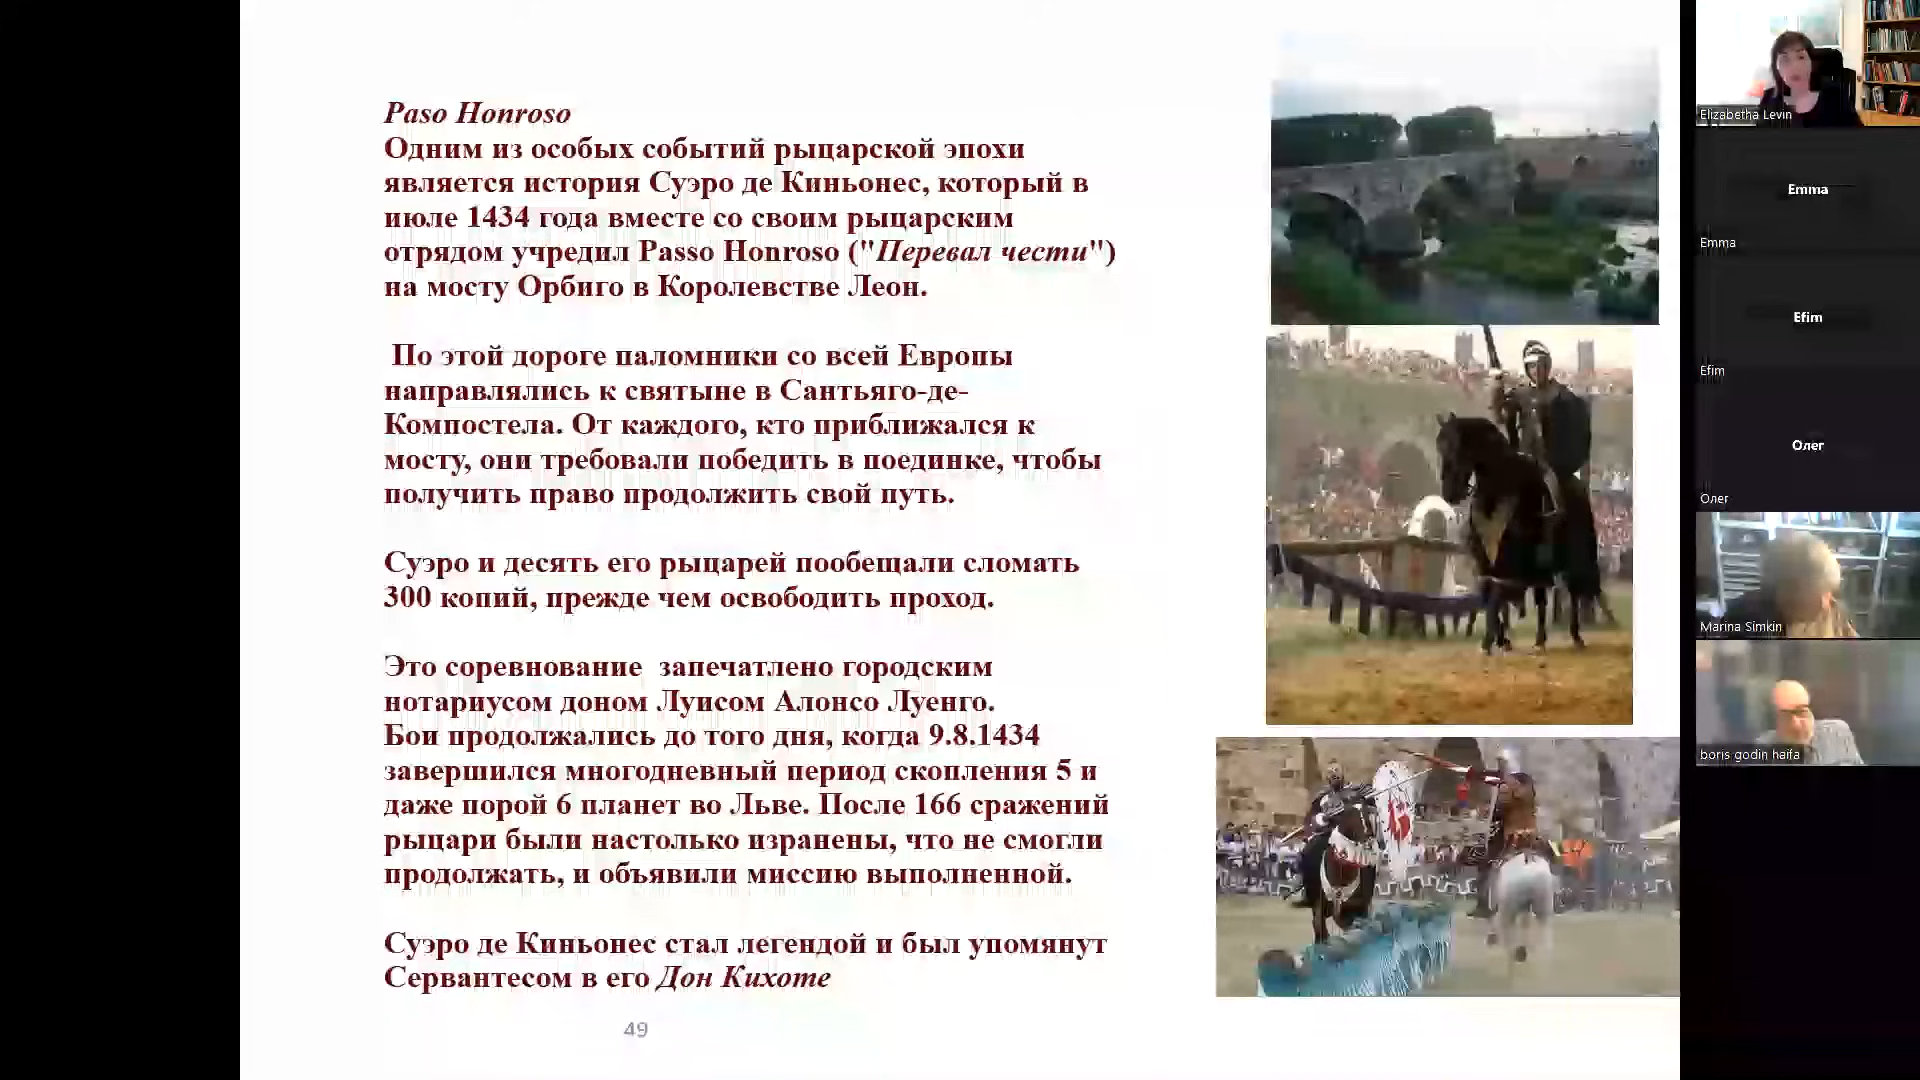 Paso Honroso
Одним из особых событий рыцарской эпохи
является история Суэро де Киньонес, который в
июле 1434 года вместе со своим рыцарским
отрядом учредил Passo Honroso ("Перевал чести")
на мосту Орбиго в Королевстве Леон.
По этой дороге паломники со всей Европы
направлялись к святыне в Сантьяго-де-
Компостела. От каждого, кто приближался к
мосту, они требовали победить в поединке, чтобы
получить право продолжить свой путь.
Суэро и десять его рыцарей пообещали сломать
300 копий, прежде чем освободить проход.
Это соревнование запечатлено городским
нотариусом доном Луисом Алонсо Луенго.
Бои продолжались до того дня, когда 9.8.1434
завершился многодневный период скопления 5 и
даже порой 6 планет во Льве. После 166 сражений
рыцари были настолько изранены, что не смогли
продолжать, и объявили миссию выполненной.
Суэро де Киньонес стал легендой и был упомянут
Сервантесом в его Дон Кихоте
49
Elizabetha Levin
Emma
Emma
Efim
Efim
Олег
Олег
Marina Simkin
boris godin haifa